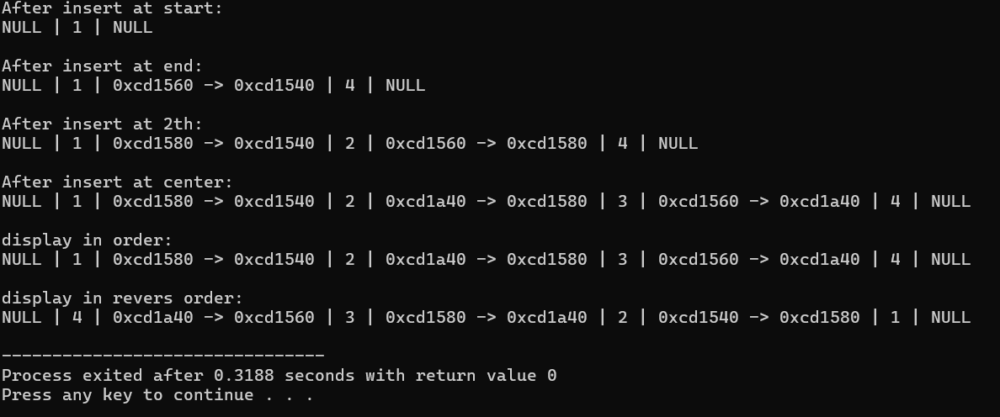 After insert at start:
NULL | 1 | NULL
After insert at end:
NULL | 1 | 0xcd1560 -> 0xcd1540 | 4 | NULL
After insert at 2th:
NULL | 1 | 0xcd1580 -> 0xcd1540 | 2 | 0xcd1560 -> 0xcd1580 | 4 | NULL
After insert at center:
NULL | 1 | 0xcd1580 -> 0xcd1540 | 2 | 0xcd1a40 -> 0xcd1580 | 3 | 0xcd1560 -> 0xcd1a40 | 4 | NULL
display in order:
NULL | 1 | 0xcd1580 -> 0xcd1540 | 2 | 0xcd1a40 -> 0xcd1580 | 3 | 0xcd1560 -> 0xcd1a40 | 4 | NULL
display in revers order:
NULL | 4 | 0xcd1a40 -> 0xcd1560 | 3 | 0xcd1580 -> 0xcd1a40 | 2 | 0xcd1540 -> 0xcd1580 | 1 | NULL
--------------------------------
Process exited after 0.3188 seconds with return value 0
Press any key to continue . . .